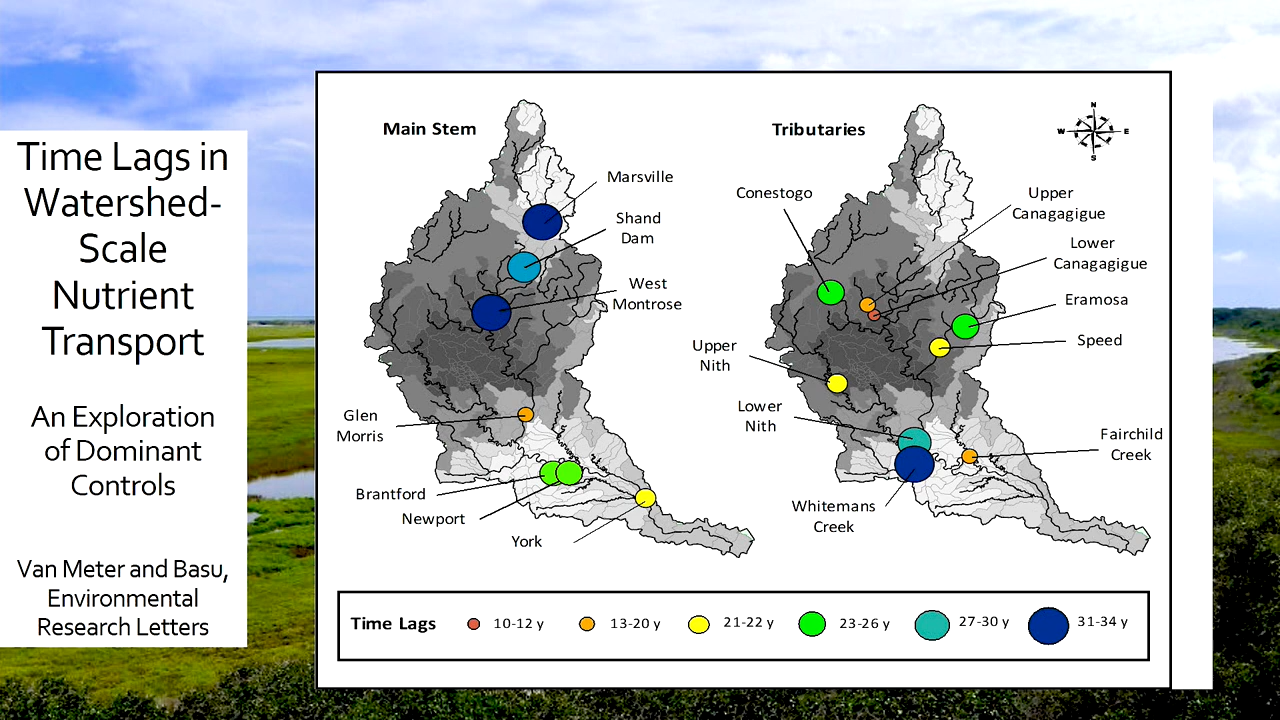 Time Lags in
Watershed-
Scale
Nutrient
Transport
An Exploration
of Dominant
Controls
Van Meter and Basu,
Environmental
Research Letters
Main Stem
Marsville
Shand
Dam
West
Montrose
Glen
Morris
Brantford
Newport
York
Tributaries
N
W
E
S
Conestogo
Upper
Canagagigue
Lower
Canagagigue
Eramosa
Speed
Upper
Nith
Lower
Nith
Fairchild
Creek
Whitemans
Creek
Time Lags
10-12 y
13-20 y
21-22 y
23-26 y
27-30 y
31-34 y